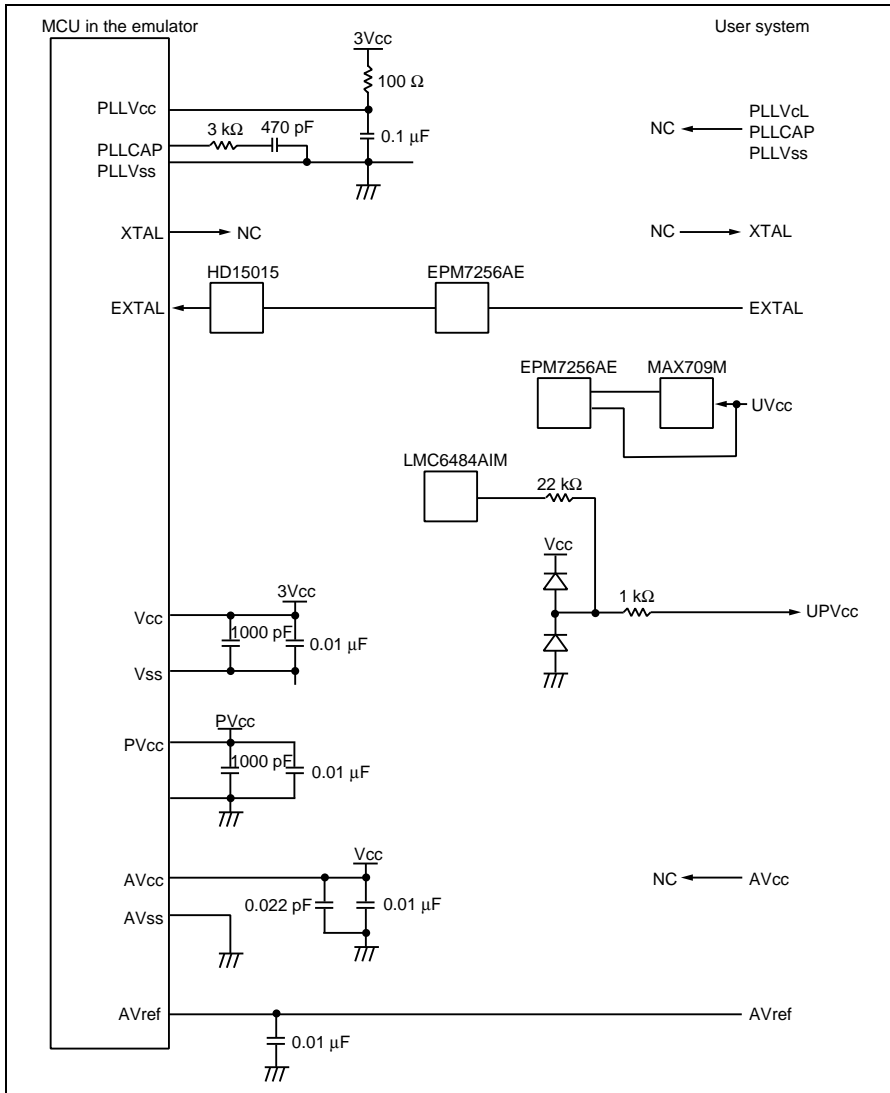 MCU in the emulator
User system
3Vcc
100 Ω
PLLVcc
3 kΩ
470 pF
0.1 μF
PLLCAP
PLLVss
NC
PLLVcL
PLLCAP
PLLVss
XTAL
NC
NC
XTAL
HD15015
EPM7256AE
EXTAL
EXTAL
EPM7256AE
MAX709M
UVcc
LMC6484AIM
22 kΩ
Vcc
1 kΩ
UPVcc
3Vcc
Vcc
1000 pF
0.01 μF
Vss
PVcc
PVcc
1000 pF
0.01 μF
Vcc
AVcc
NC
AVcc
0.022 pF
0.01 μF
AVss
AVref
AVref
0.01 μF